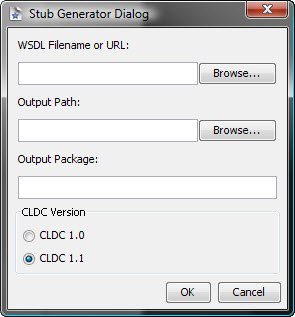 Stub Generator Dialog
WSDL Filename or URL:
Browse...
Output Path:
Browse...
Output Package:
CLDC Version
CLDC 1.0
CLDC 1.1
OK Cancel